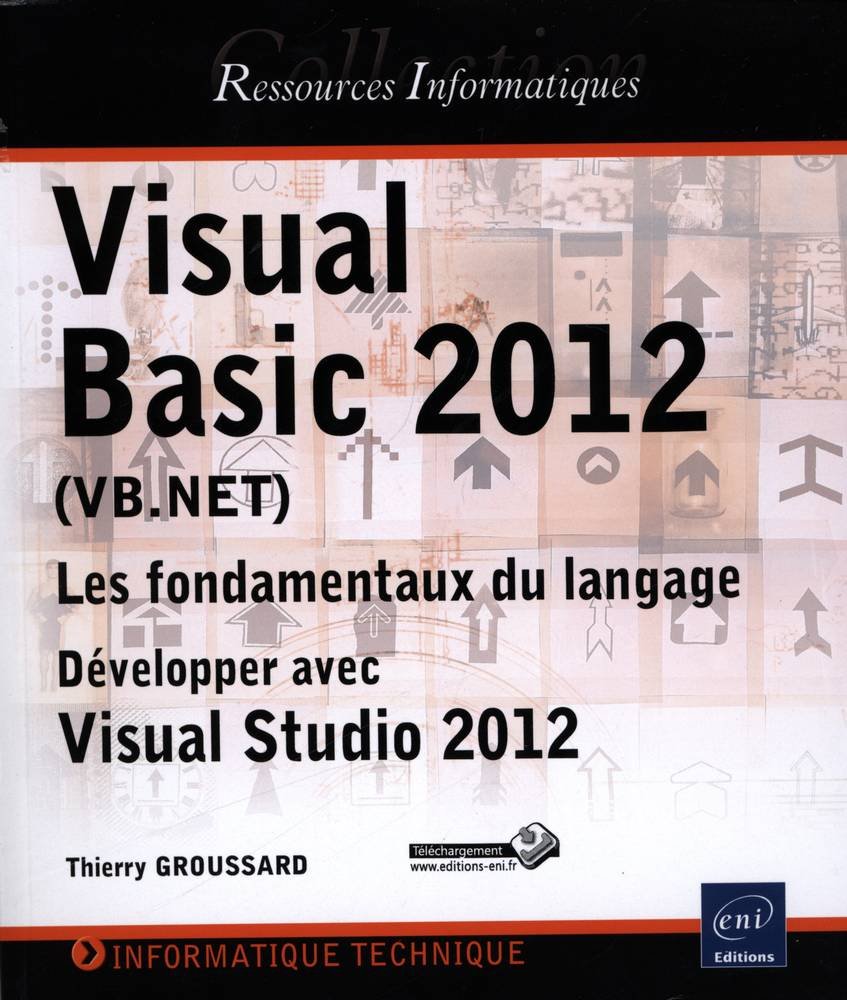 Collection
Ressources Informatiques
Visual
Basic 2012
(VB.NET)
Les fondamentaux du langage
Développer avec
Visual Studio 2012
Thierry GROUSSARD
Téléchargement
www.editions-eni.fr
eni
Editions
INFORMATIQUE TECHNIQUE